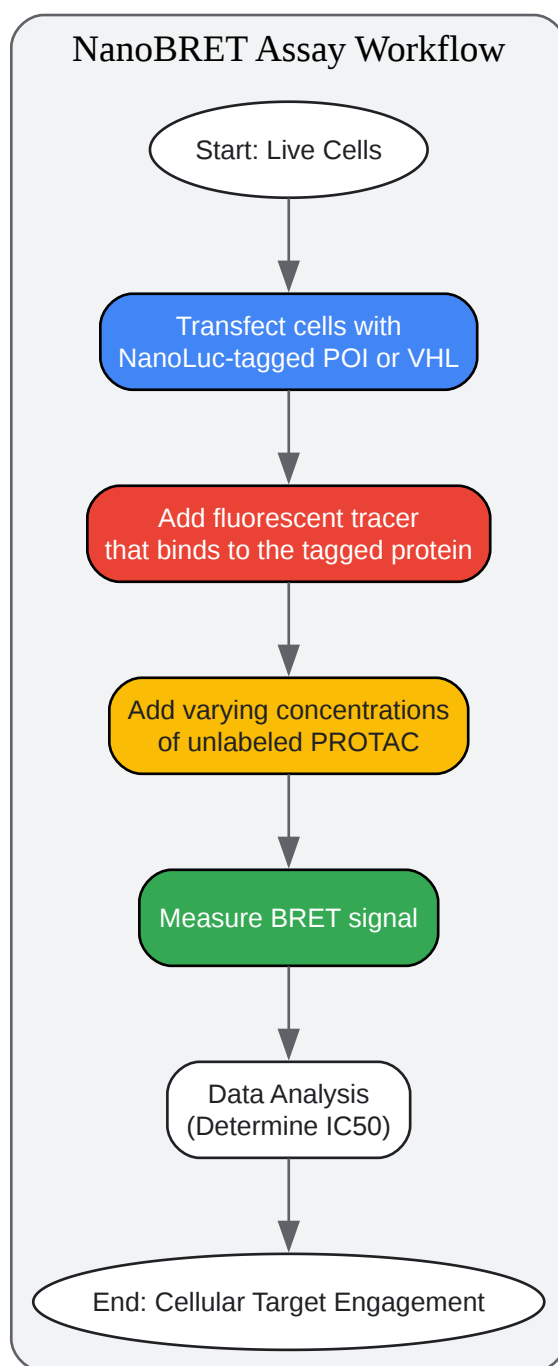 NanoBRET Assay Workflow
Start: Live Cells
Transfect cells with
NanoLuc-tagged POI or VHL
Add fluorescent tracer
that binds to the tagged protein
Add varying concentrations
of unlabeled PROTAC
Measure BRET signal
Data Analysis
(Determine IC50)
End: Cellular Target Engagement